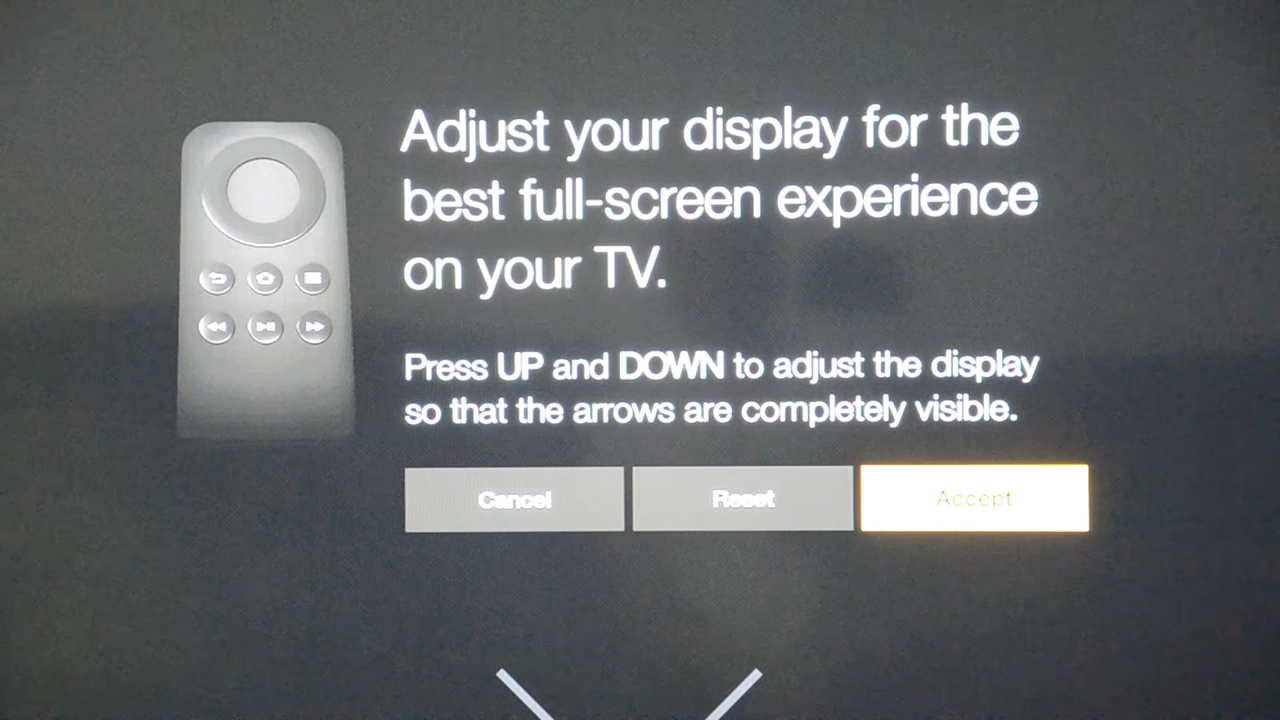 Adjust your display for the
best full-screen experience
on your TV.
Press UP and DOWN to adjust the display
so that the arrows are completely visible.
Cancel
Reset
Accept